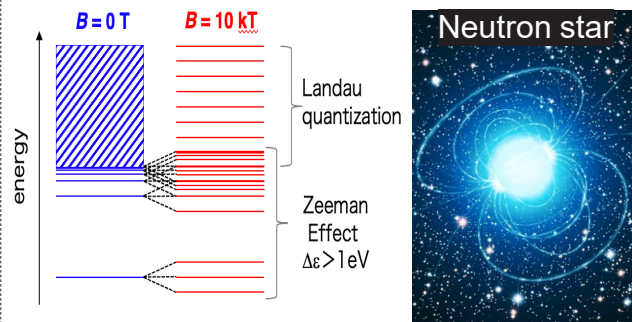 B = 0 T
B = 10 kT
Neutron star
energy
Landau
quantization
Zeeman
Effect
Δε>1eV